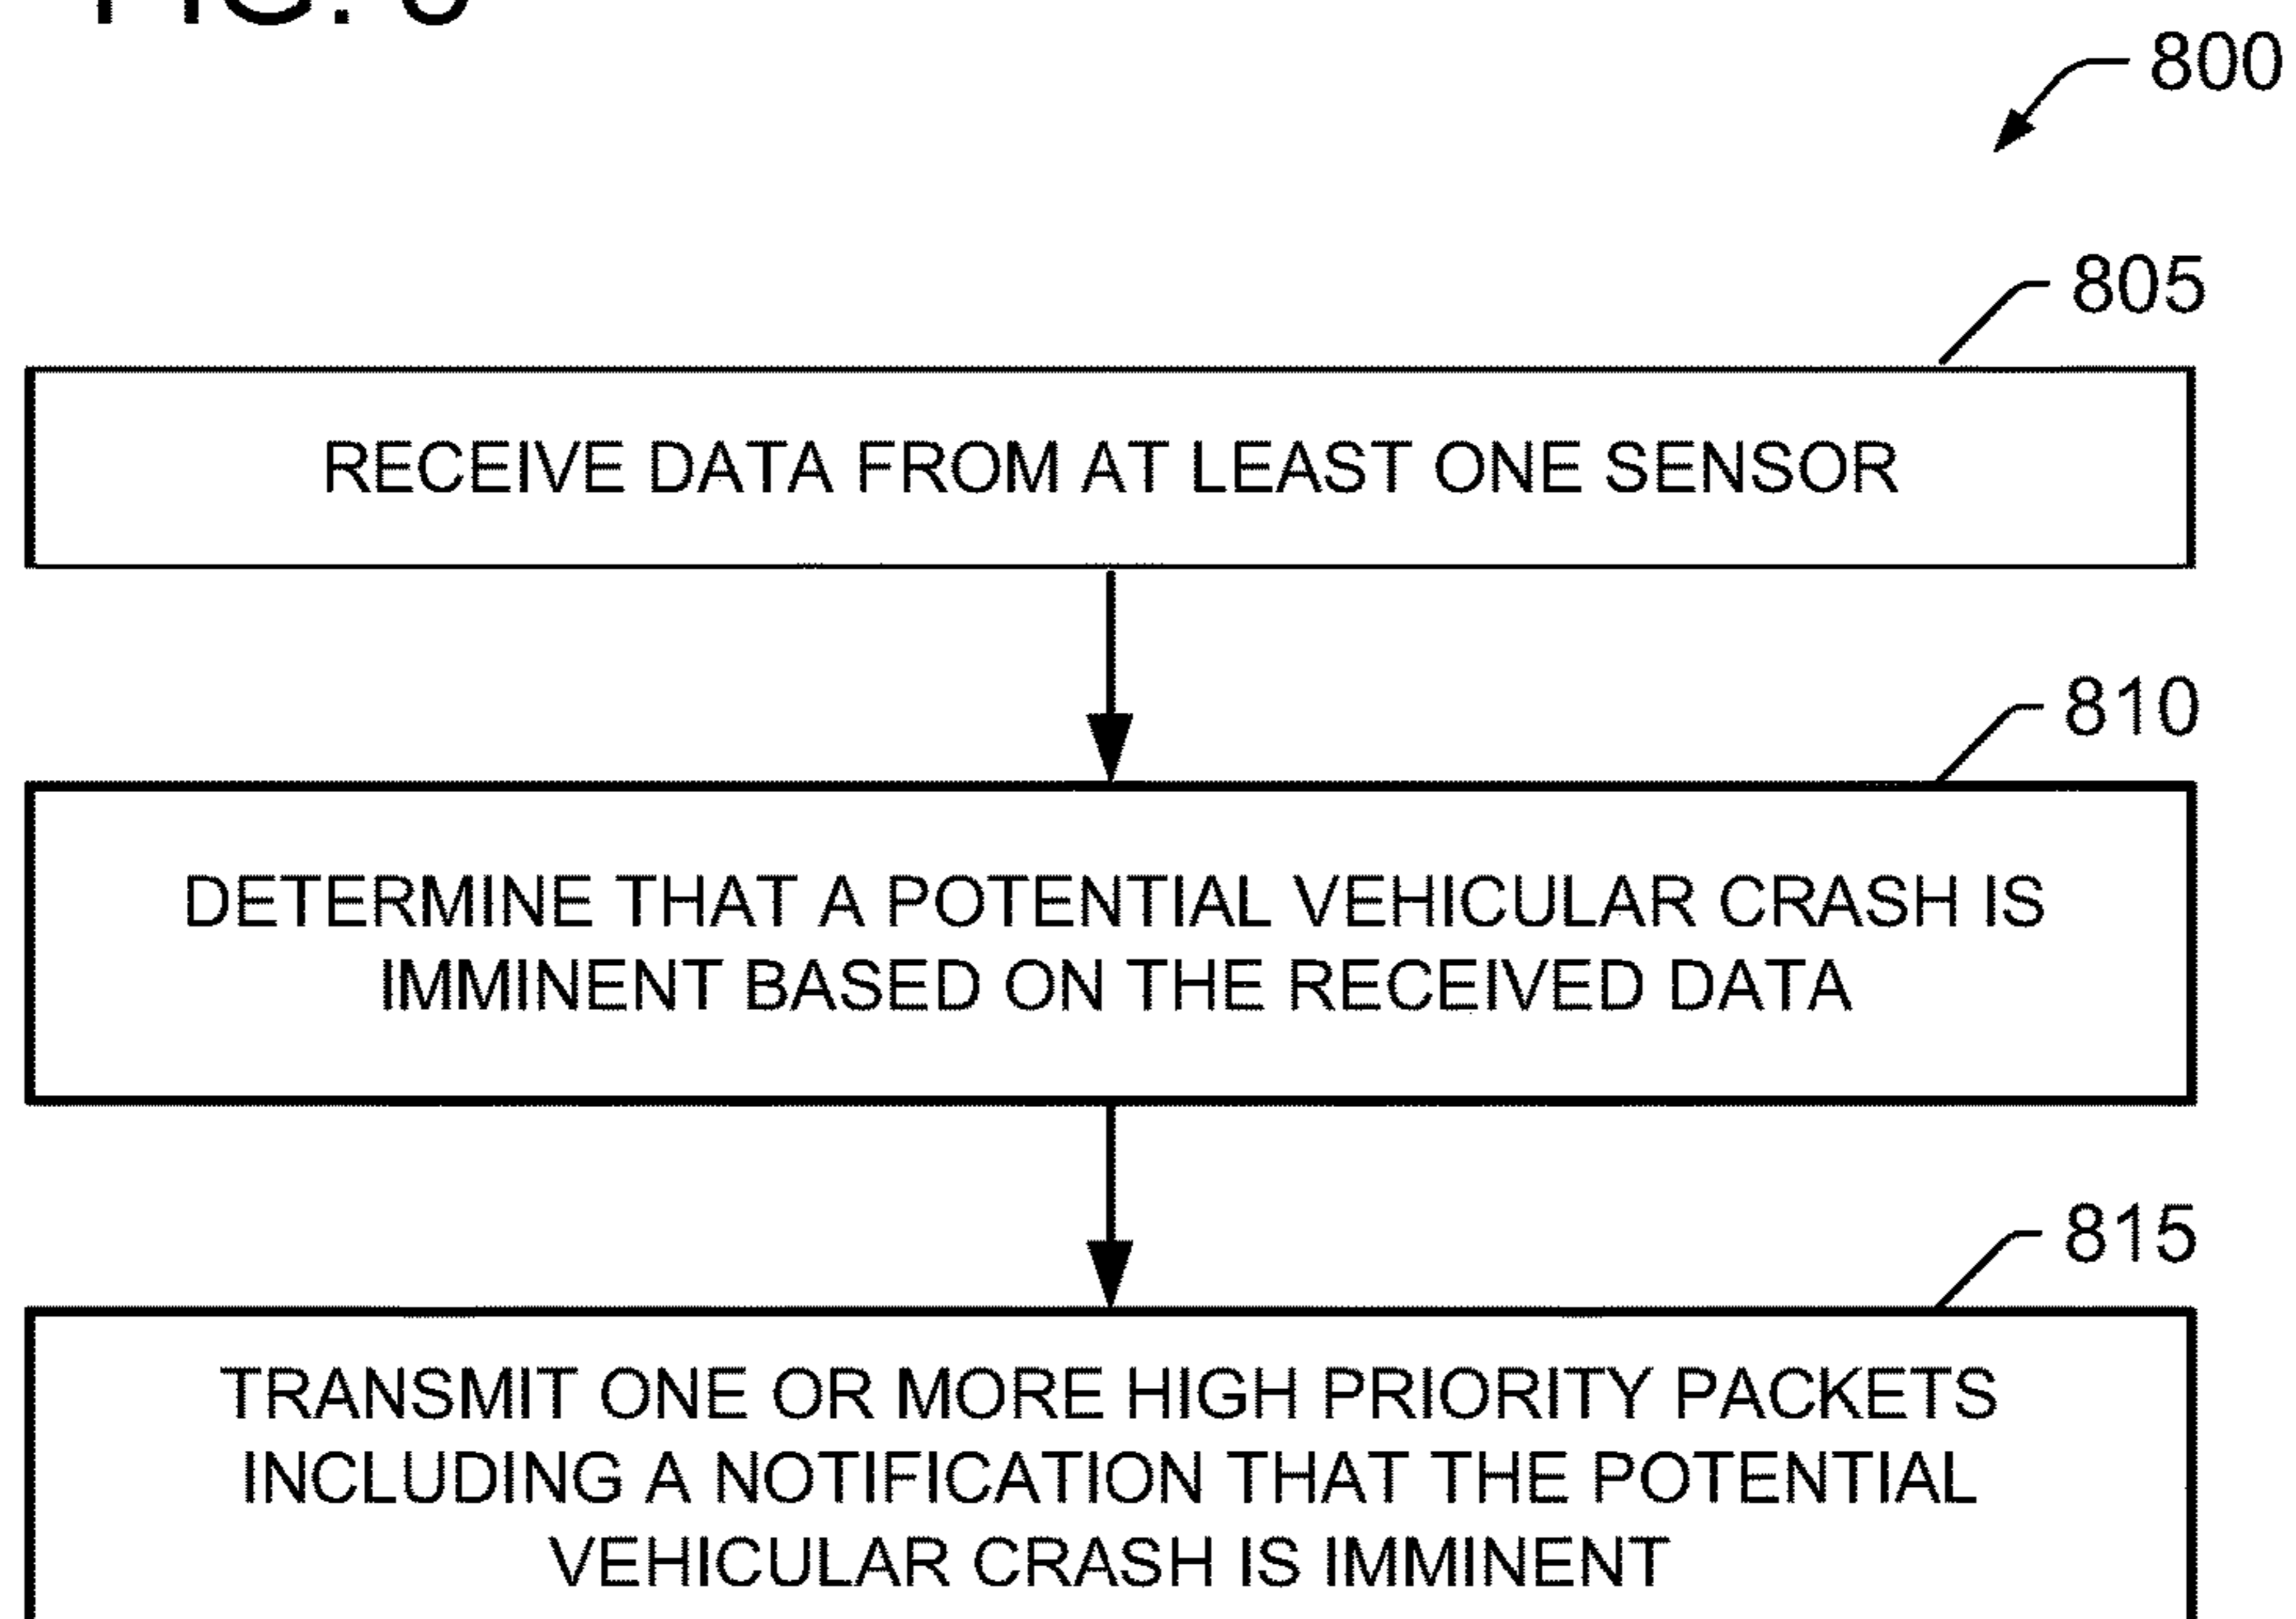 FIG.
800
805
RECEIVE DATA FROM AT LEAST ONE SENSOR
810
DETERMINE THAT A POTENTIAL VEHICULAR CRASH IS
IMMINENT BASED ON THE RECEIVED DATA
815
TRANSMIT ONE OR MORE HIGH PRIORITY PACKETS
INCLUDING A NOTIFICATION THAT THE POTENTIAL
VEHICULAR CRASH IS IMMINENT